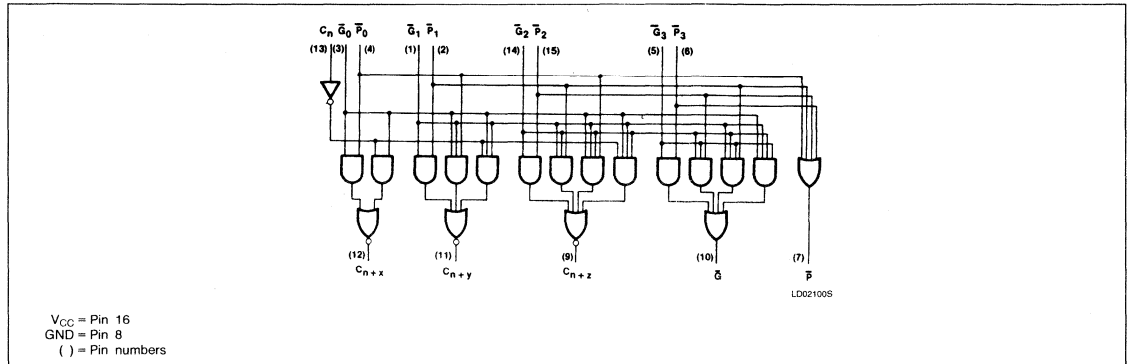 Cn G̅0 P̅0 G̅1 P̅1 G̅2 P̅2 G̅3 P̅3
(13) (3) (4) (1) (2) (14) (15) (5) (6)
(12) (11) (9) (10) (7)
Cn+x Cn+y Cn+z G̅ P̅
LD02100S
VCC = Pin 16
GND = Pin 8
( ) = Pin numbers